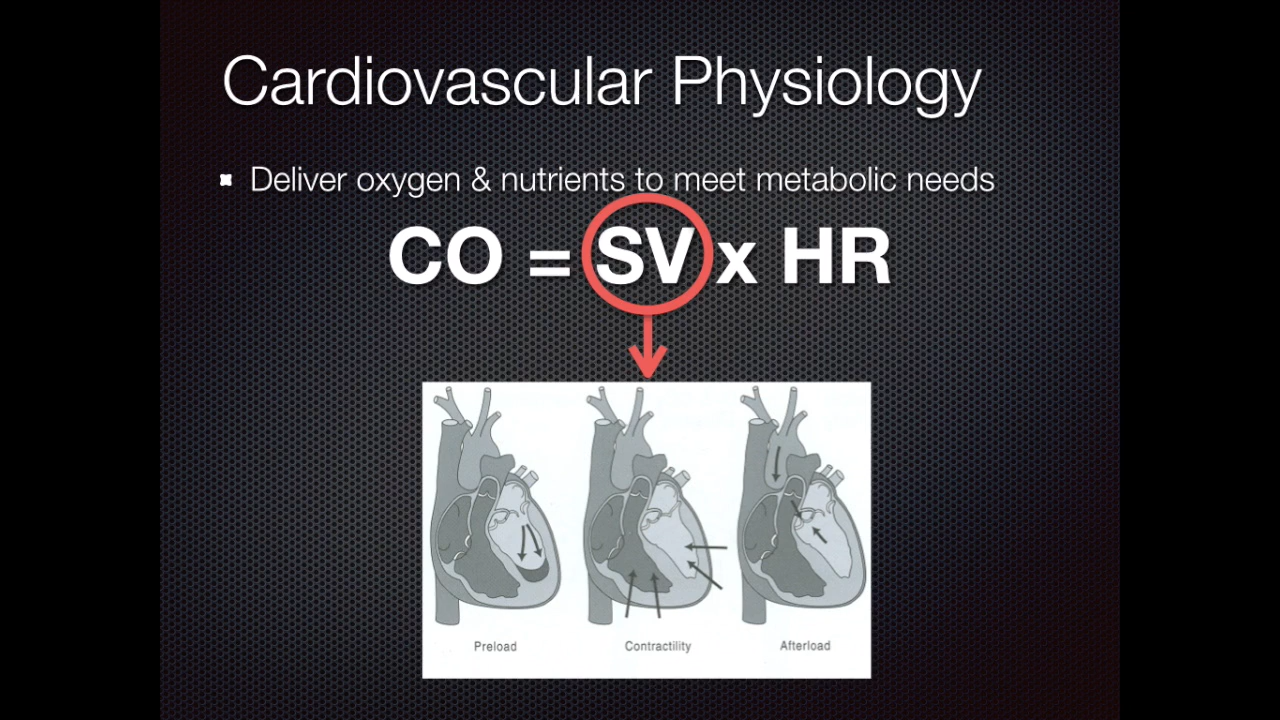 Cardiovascular Physiology
Deliver oxygen & nutrients to meet metabolic needs
CO = SV x HR
Preload Contractility Afterload